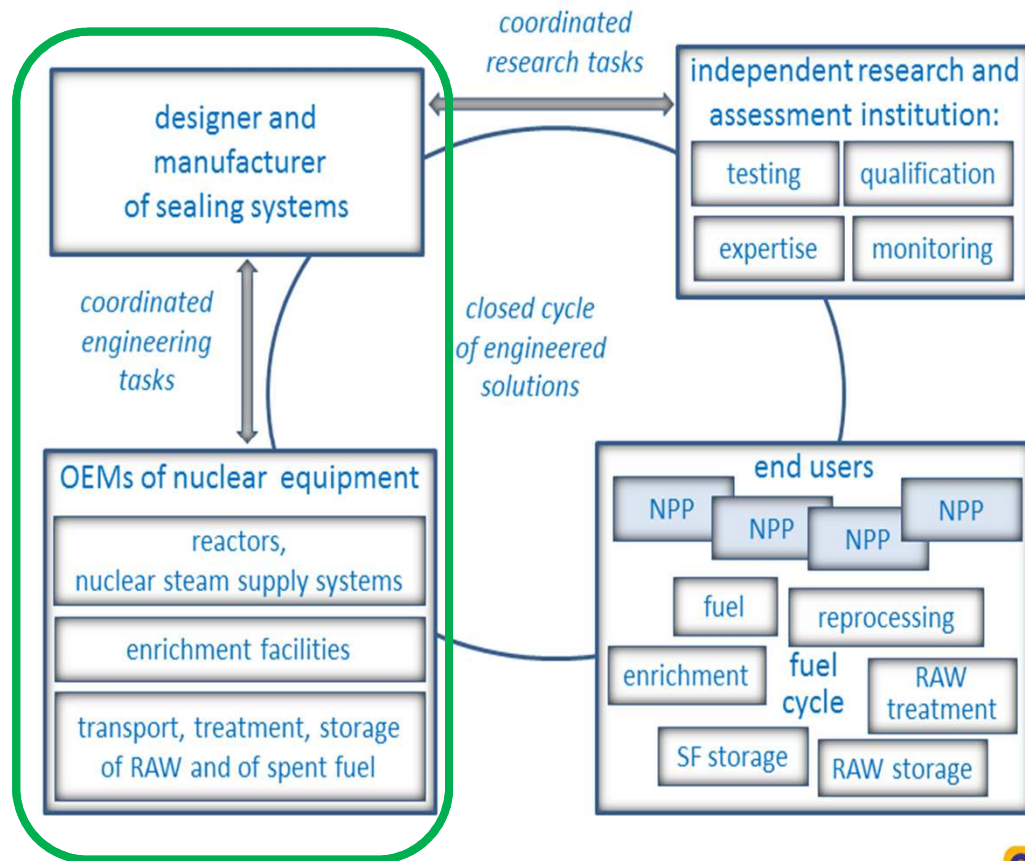 coordinated
research tasks
designer and
manufacturer
of sealing systems
independent research and
assessment institution:
testing
qualification
expertise
monitoring
coordinated
engineering
tasks
closed cycle
of engineered
solutions
OEMs of nuclear equipment
reactors,
nuclear steam supply systems
enrichment facilities
transport, treatment, storage
of RAW and of spent fuel
end users
NPP
NPP
NPP
NPP
fuel
reprocessing
enrichment
fuel
cycle
RAW
treatment
SF storage
RAW storage